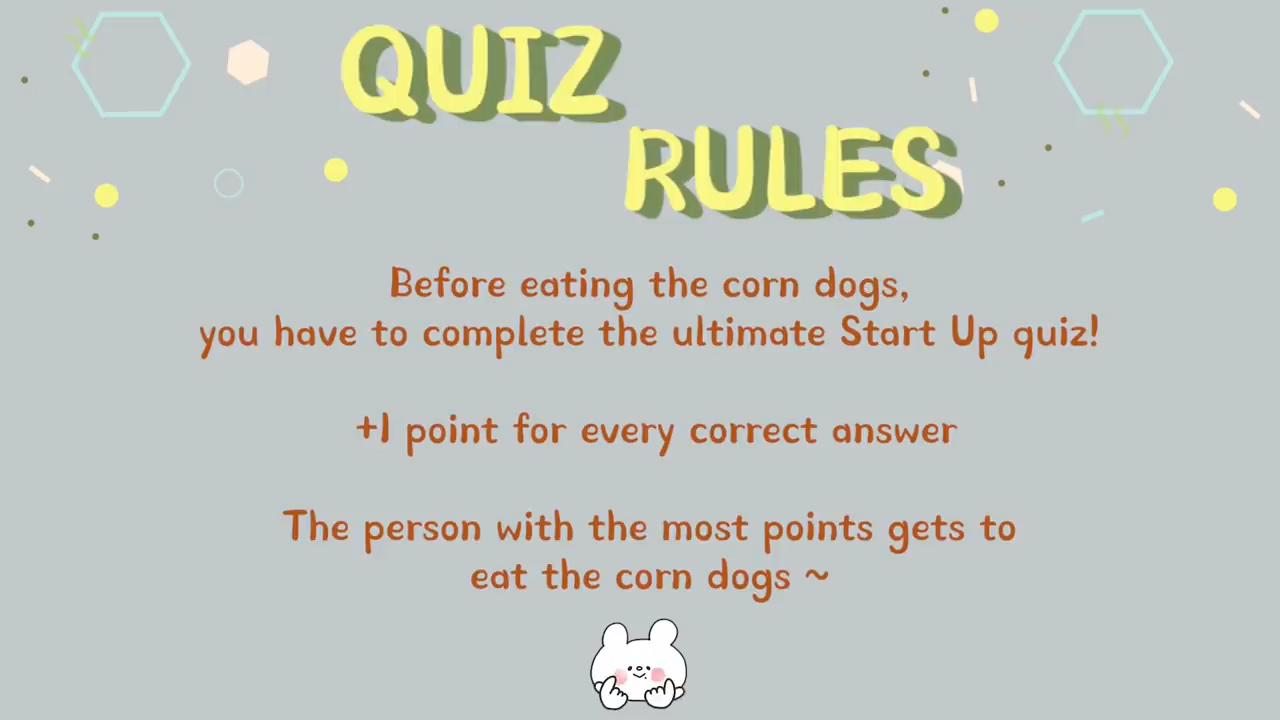 QUIZ
RULES
Before eating the corn dogs,
you have to complete the ultimate Start Up quiz!
+1 point for every correct answer
The person with the most points gets to
eat the corn dogs ~